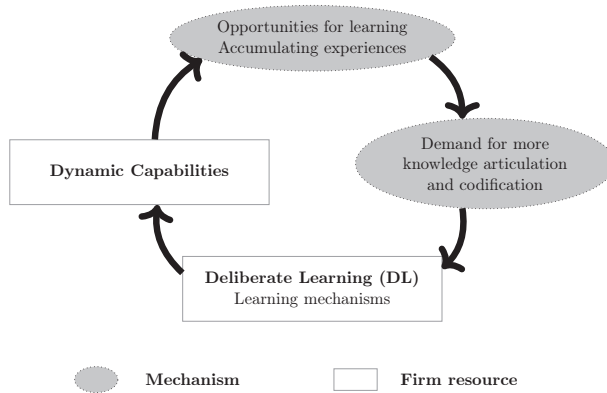 Opportunities for learning
Accumulating experiences
Demand for more
knowledge articulation
and codification
Dynamic Capabilities
Deliberate Learning (DL)
Learning mechanisms
Mechanism
Firm resource